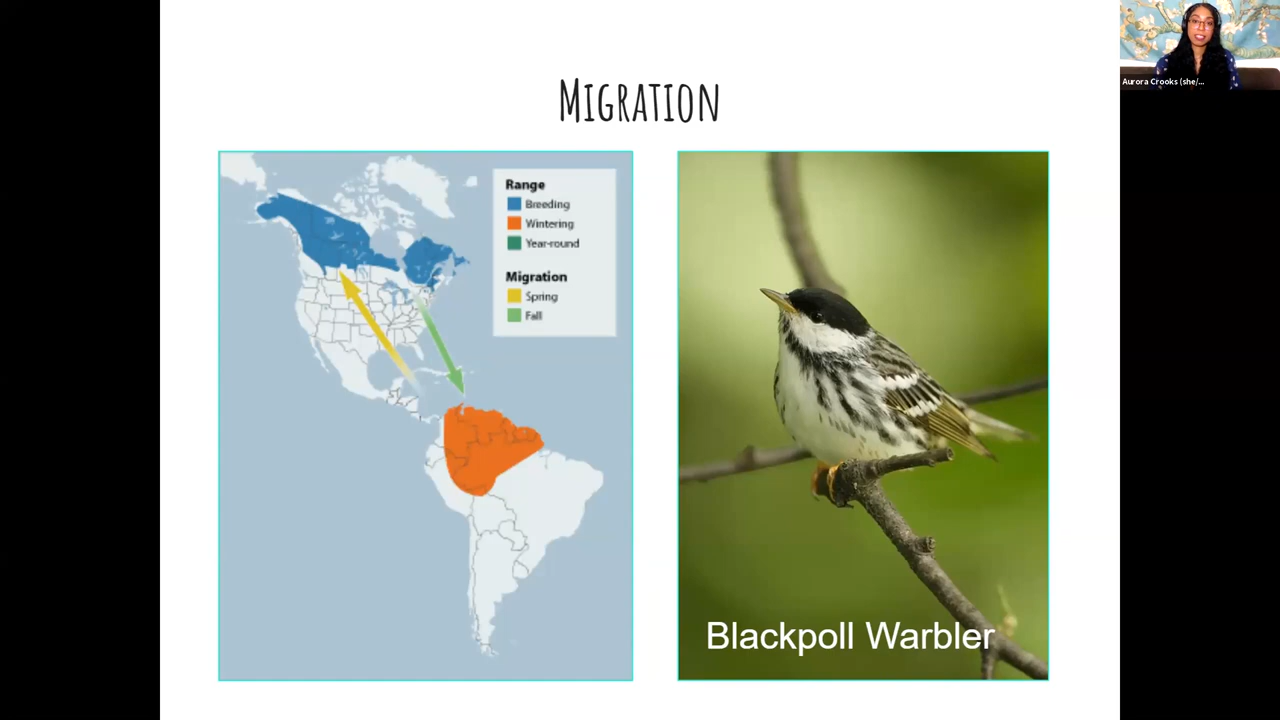 MIGRATION
Range
Breeding
Wintering
Year-round
Migration
Spring
Fall
Blackpoll Warbler
Aurora Crooks (she/...